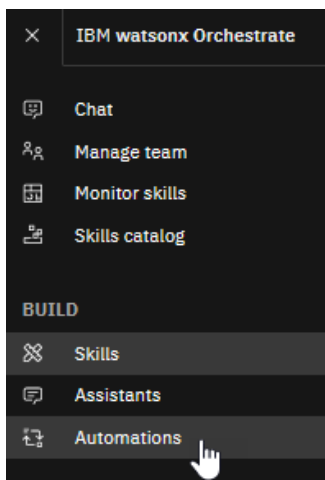 IBM watsonx Orchestrate
Chat
Manage team
Monitor skills
Skills catalog
BUILD
Skills
Assistants
Automations